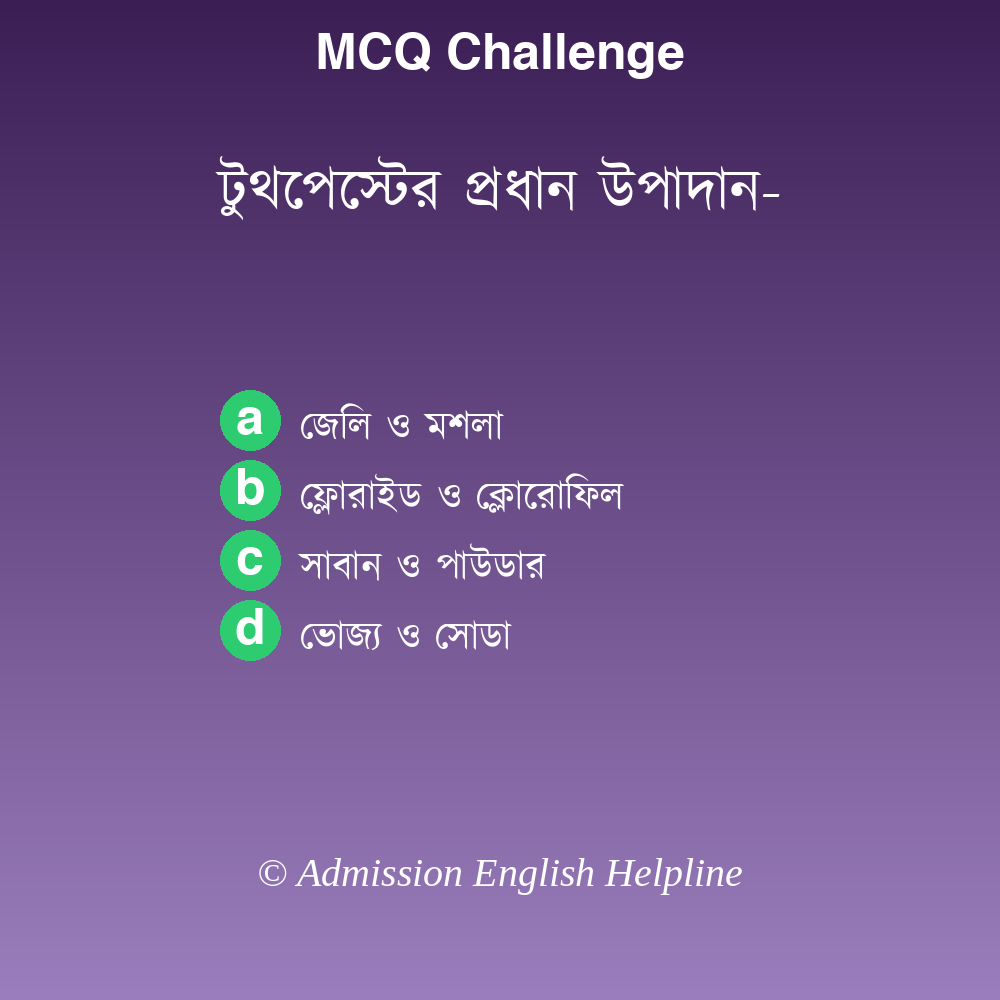 MCQ Challenge
টুথপেস্টের প্রধান উপাদান-
a জেলি ও মশলা
b ফ্লোরাইড ও ক্লোরোফিল
c সাবান ও পাউডার
d ভোজ্য ও সোডা
© Admission English Helpline